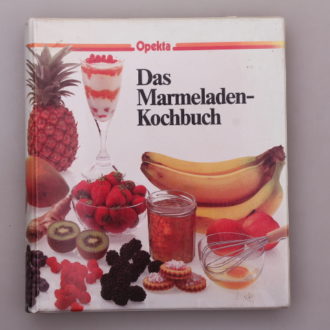 Opekta
Das
Marmeladen-
Kochbuch